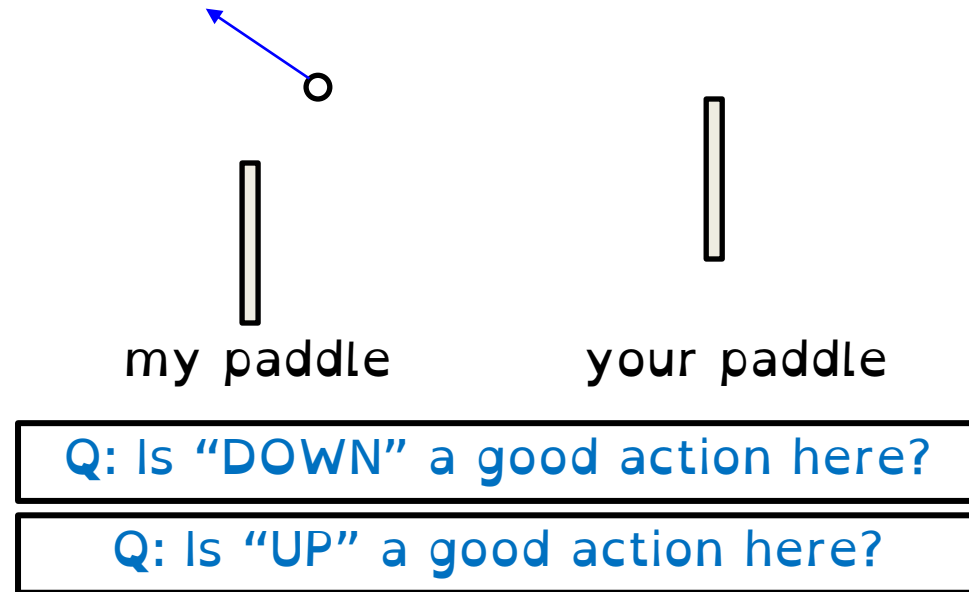 my paddle your paddle
Q: Is “DOWN” a good action here?
Q: Is “UP” a good action here?